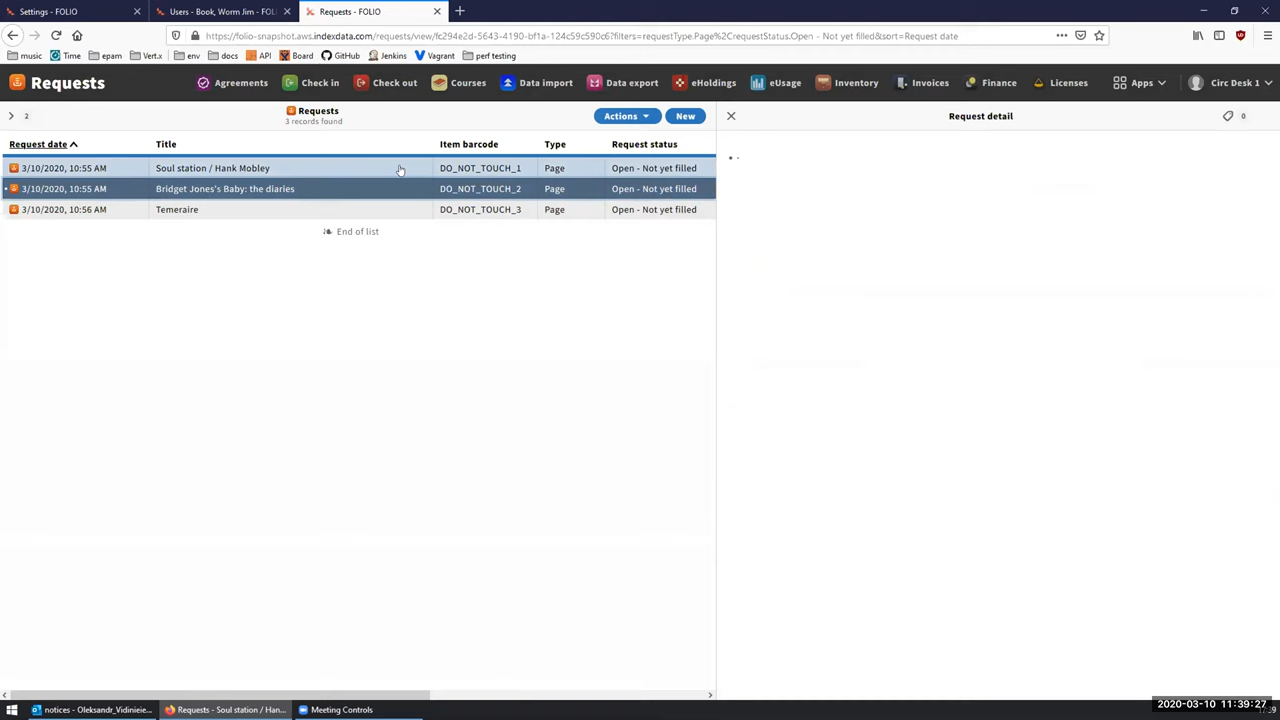 Settings - FOLIO
Users - Book, Worm Jim - FOLI
Requests - FOLIO
https://folio-snapshot.aws.indexdata.com/requests/view/fc294e2d-5643-4190-bf1a-124c59c590c6?filters=requestType.Page%2CrequestStatus.Open - Not yet filled&sort=Request date
music Time epam Vert.x env docs API Board GitHub Jenkins Vagrant perf testing
Requests Agreements Check in Check out Courses Data import Data export eHoldings eUsage Inventory Invoices Finance Licenses Apps Circ Desk 1
2
Requests
3 records found
Actions
New
Request detail
0
Request date Title Item barcode Type Request status
3/10/2020, 10:55 AM Soul station / Hank Mobley DO_NOT_TOUCH_1 Page Open - Not yet filled
3/10/2020, 10:55 AM Bridget Jones's Baby: the diaries DO_NOT_TOUCH_2 Page Open - Not yet filled
3/10/2020, 10:56 AM Temeraire DO_NOT_TOUCH_3 Page Open - Not yet filled
End of list
notices - Oleksandr_Vidinieie...
Requests - Soul station / Han...
Meeting Controls
2020-03-10 11:39:27